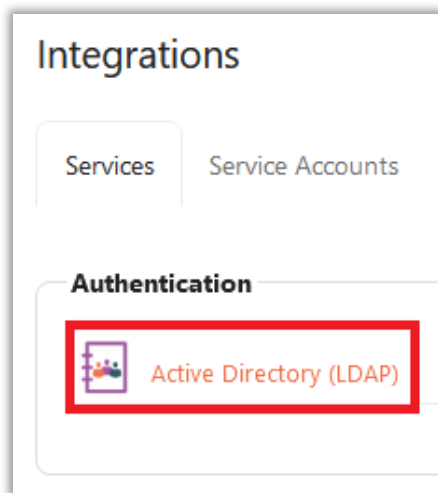 Integrations
Services Service Accounts
Authentication
Active Directory (LDAP)